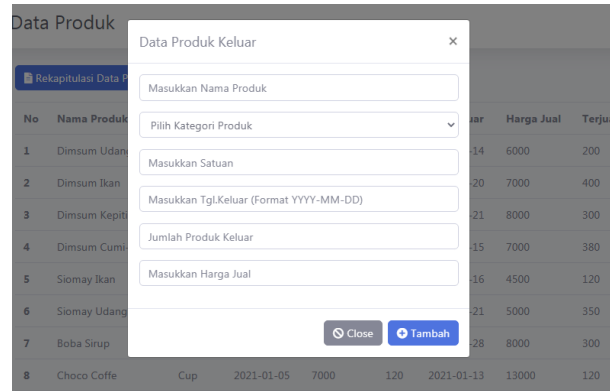 Data Produk
Data Produk Keluar ×
Rekapitulasi Data P
Masukkan Nama Produk
Pilih Kategori Produk
Masukkan Satuan
Masukkan Tgl.Keluar (Format YYYY-MM-DD)
Jumlah Produk Keluar
Masukkan Harga Jual
Close Tambah
No Nama Produk uar Harga Jual Terju
1 Dimsum Udang -14 6000 200
2 Dimsum Ikan -20 7000 400
3 Dimsum Kepiti -21 8000 300
4 Dimsum Cumi- -15 7000 380
5 Siomay Ikan -16 4500 120
6 Siomay Udang -21 5000 350
7 Boba Sirup -28 8000 300
8 Choco Coffe Cup 2021-01-05 7000 120 2021-01-13 13000 120